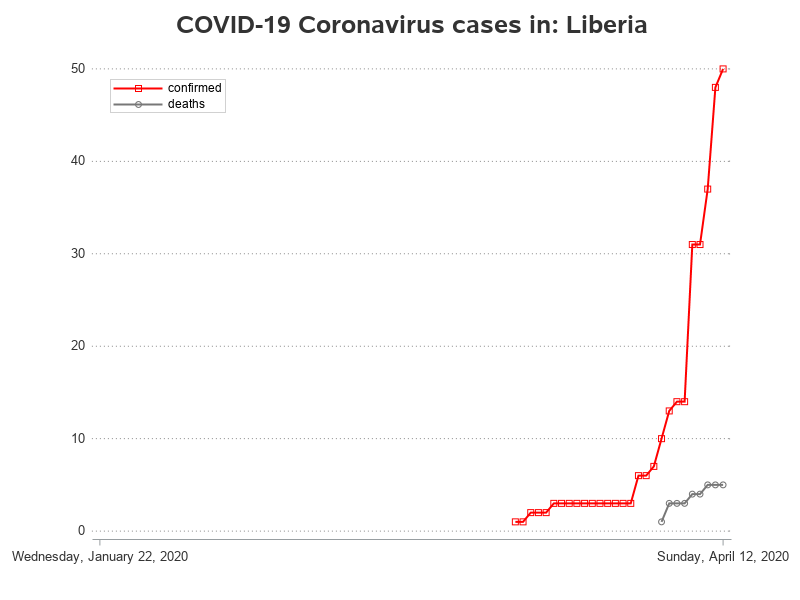 COVID-19 Coronavirus cases in: Liberia
50
confirmed
deaths
40
30
20
10
0
Wednesday, January 22, 2020 Sunday, April 12, 2020